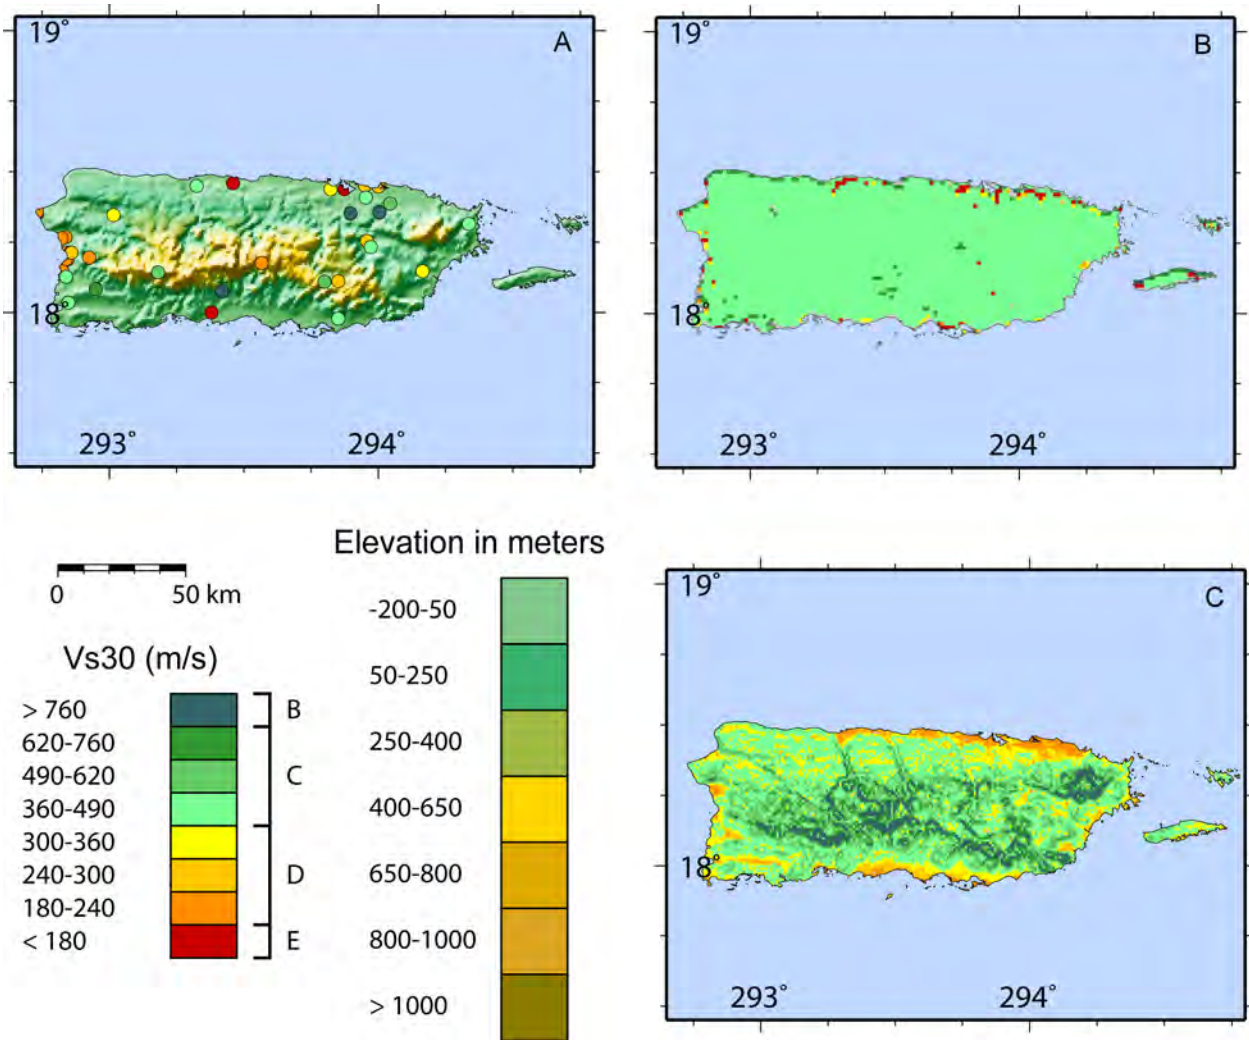 19° A
18°
293° 294°
19° B
18°
293° 294°
0 50 km
Vs30 (m/s)
> 760 B
620-760
490-620 C
360-490
300-360
240-300 D
180-240
< 180 E
Elevation in meters
-200-50
50-250
250-400
400-650
650-800
800-1000
> 1000
19° C
18°
293° 294°